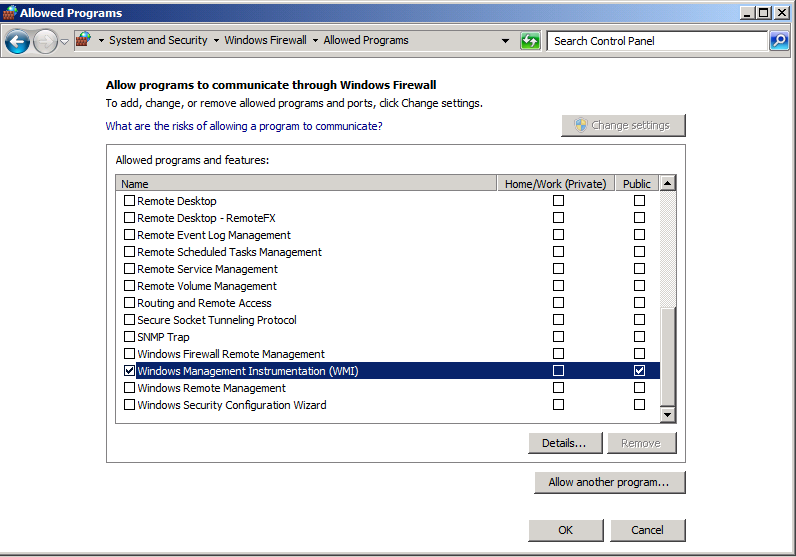 Allowed Programs
System and Security Windows Firewall Allowed Programs Search Control Panel
Allow programs to communicate through Windows Firewall
To add, change, or remove allowed programs and ports, click Change settings.
What are the risks of allowing a program to communicate? Change settings
Allowed programs and features:
Name Home/Work (Private) Public
Remote Desktop
Remote Desktop - RemoteFX
Remote Event Log Management
Remote Scheduled Tasks Management
Remote Service Management
Remote Volume Management
Routing and Remote Access
Secure Socket Tunneling Protocol
SNMP Trap
Windows Firewall Remote Management
Windows Management Instrumentation (WMI)
Windows Remote Management
Windows Security Configuration Wizard
Details... Remove
Allow another program...
OK Cancel